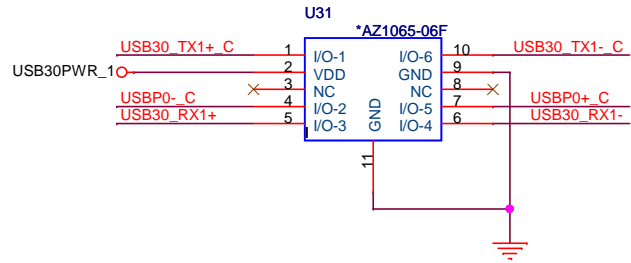 U31
*AZ1065-06F
USB30_TX1+_C 1 I/O-1 I/O-6 10 USB30_TX1-_C
USB30PWR_1 2 VDD GND 9
3 NC NC 8
USBP0-_C 4 I/O-2 I/O-5 7 USBP0+_C
USB30_RX1+ 5 I/O-3 I/O-4 6 USB30_RX1-
GND
11